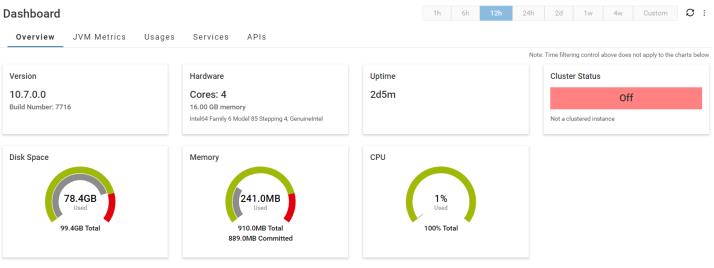 Dashboard
1h 6h 12h 24h 2d 1w 4w Custom
Overview JVM Metrics Usages Services APIs
Note: Time filtering control above does not apply to the charts below
Version
10.7.0.0
Build Number: 7716
Hardware
Cores: 4
16.00 GB memory
Intel64 Family 6 Model 85 Stepping 4, GenuineIntel
Uptime
2d5m
Cluster Status
Off
Not a clustered instance
Disk Space
78.4GB
Used
99.4GB Total
Memory
241.0MB
Used
910.0MB Total
889.0MB Committed
CPU
1%
Used
100% Total